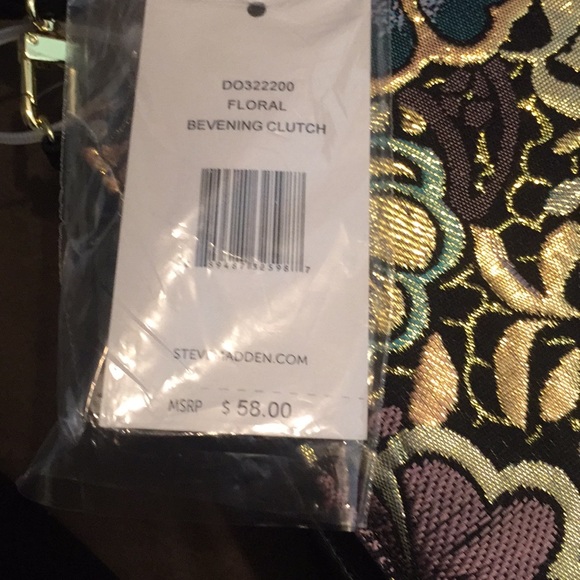 DO322200
FLORAL
BEVENING CLUTCH
MSRP $ 58.00